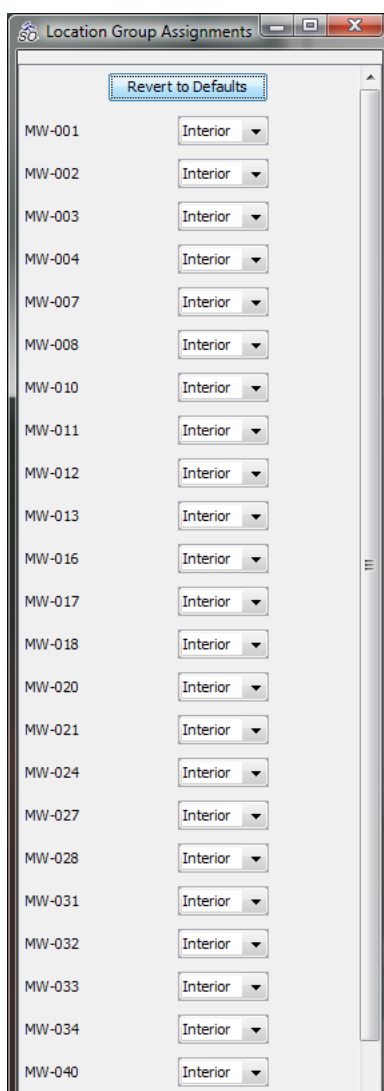 SO Location Group Assignments
Revert to Defaults
MW-001 Interior
MW-002 Interior
MW-003 Interior
MW-004 Interior
MW-007 Interior
MW-008 Interior
MW-010 Interior
MW-011 Interior
MW-012 Interior
MW-013 Interior
MW-016 Interior
MW-017 Interior
MW-018 Interior
MW-020 Interior
MW-021 Interior
MW-024 Interior
MW-027 Interior
MW-028 Interior
MW-031 Interior
MW-032 Interior
MW-033 Interior
MW-034 Interior
MW-040 Interior